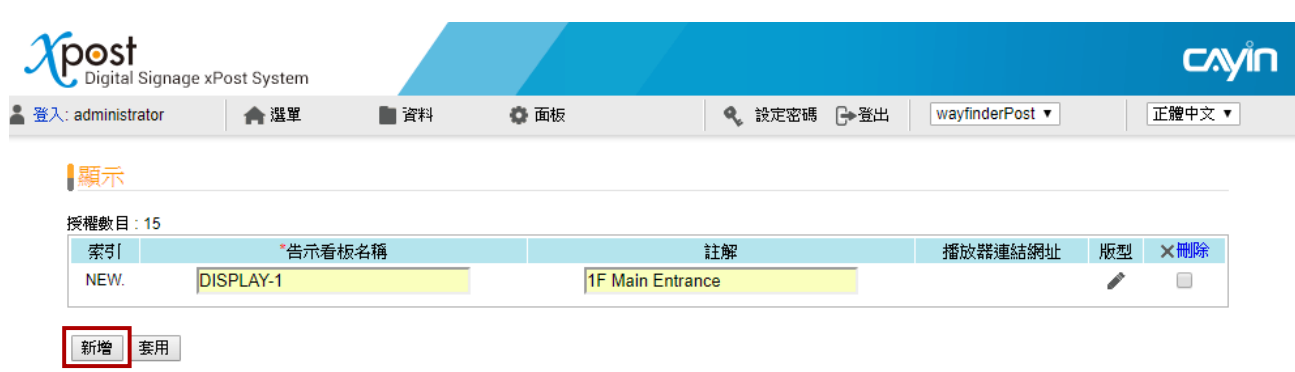 xpost
Digital Signage xPost System
CAYIN
登入: administrator 選單 資料 面板 設定密碼 登出 wayfinderPost ▼ 正體中文 ▼
顯示
授權數目 : 15
索引 *告示看板名稱 註解 播放器連結網址 版型 ✕刪除
NEW. DISPLAY-1 1F Main Entrance
新增 套用